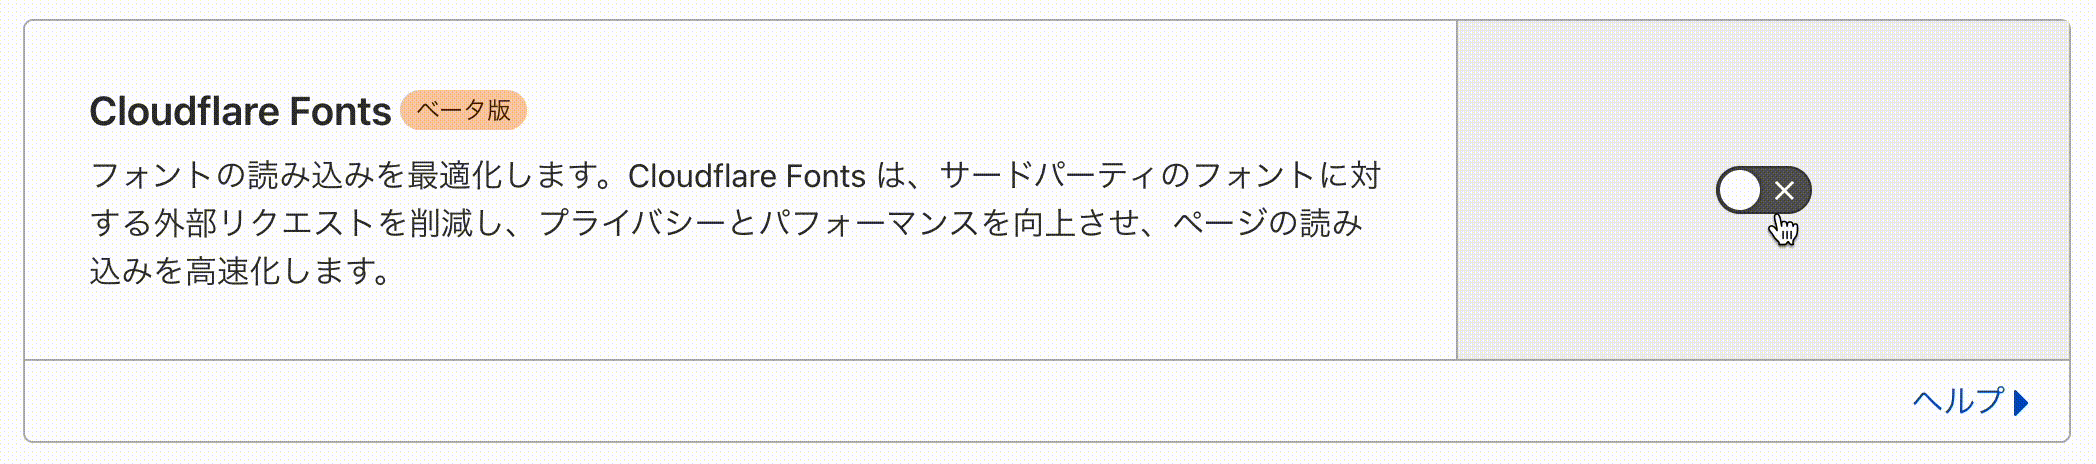 Cloudflare Fonts ベータ版
フォントの読み込みを最適化します。Cloudflare Fonts は、サードパーティのフォントに対
する外部リクエストを削減し、プライバシーとパフォーマンスを向上させ、ページの読み
込みを高速化します。
ヘルプ